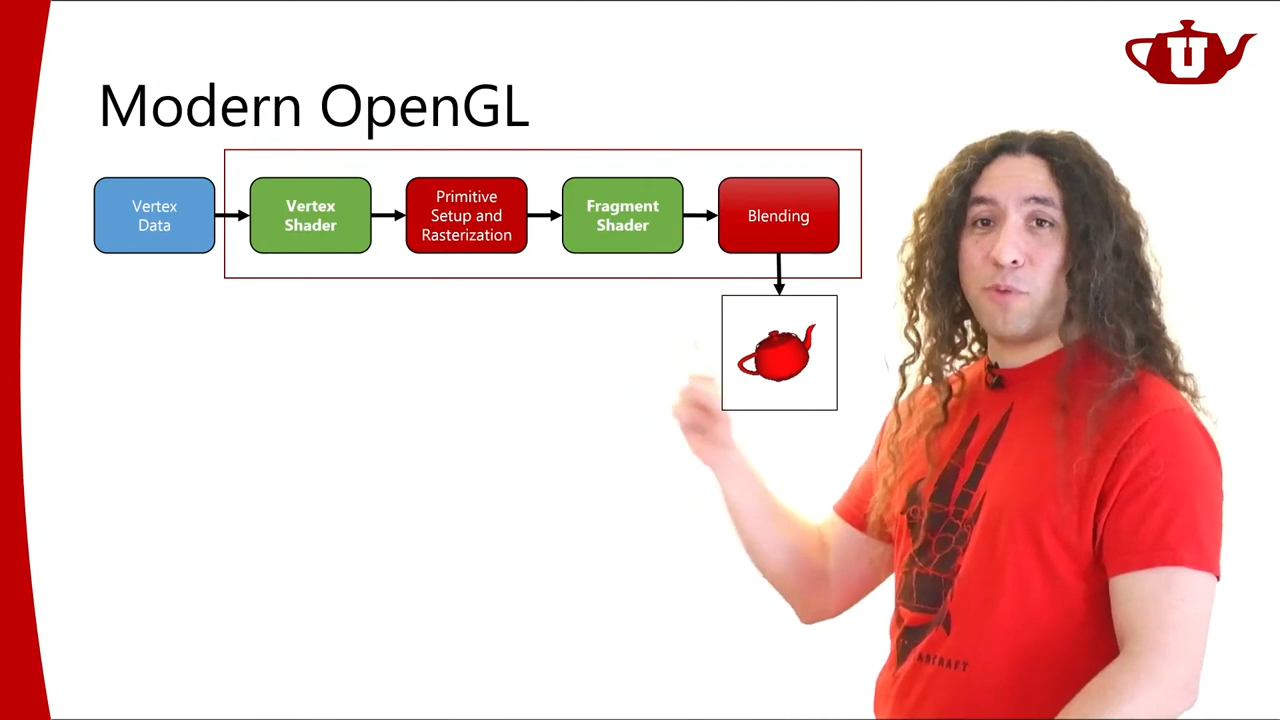 U
Modern OpenGL
Vertex
Data
Vertex
Shader
Primitive
Setup and
Rasterization
Fragment
Shader
Blending